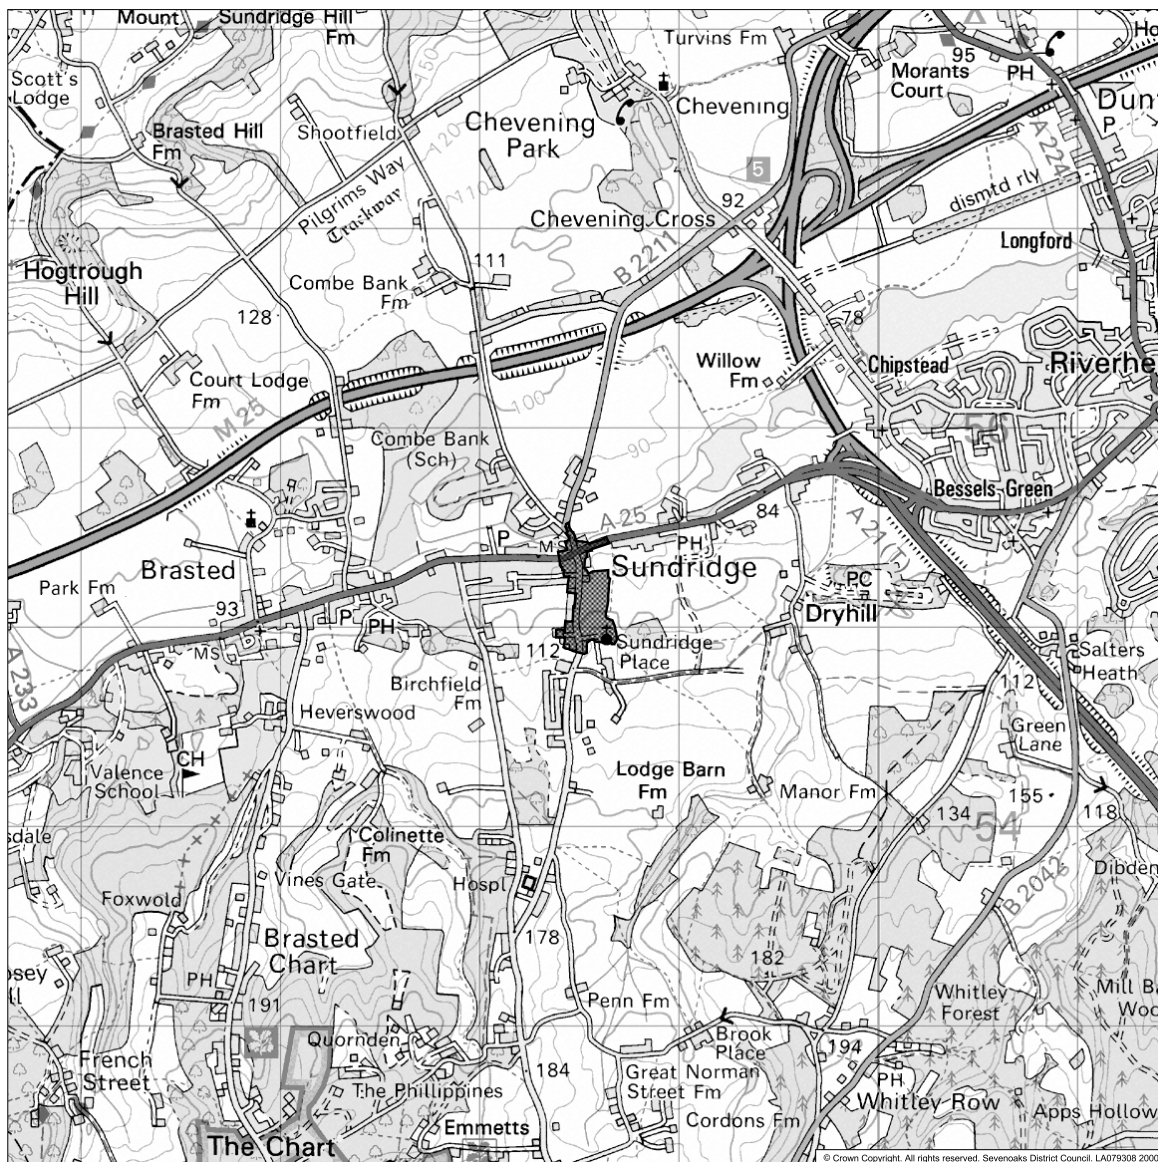 Mount
Sundridge Hill
Fm
Turvins Fm
95
PH
Morants
Court
Scott's
Lodge
150
Chevening
Dun
P
Brasted Hill
Fm
Shootfield
120
Chevening
Park
A 224
5
Pilgrims Way
Trackway
110
dismtd rly
92
Chevening Cross
Longford
Hogtrough
Hill
111
B 2211
Combe Bank
Fm
128
78
Willow
Fm
Chipstead
Riverhe
Court Lodge
Fm
M 25
100
56
Combe Bank
(Sch)
90
Bessels Green
84
A 25
A 21(T)
P
MS
PH
Sundridge
Brasted
PC
Park Fm
93
P
PH
Dryhill
MS
112
Sundridge
Place
Salters
Heath
A 233
Birchfield
Fm
112
Heverswood
Green
Lane
CH
Valence
School
Lodge Barn
Fm
Manor Fm
155
134
118
54
sdale
Colinette
Fm
Dibden
Vines Gate
Hospl
Foxwold
B 2042
Brasted
Chart
178
182
osey
ll
PH
191
Penn Fm
Whitley
Forest
Mill Ba
Woo
Quornden
Brook
Place
194
French
Street
184
Great Norman
Street Fm
The Phillippines
PH
Whitley Row
Cordons Fm
Apps Hollow
Emmetts
The Chart
© Crown Copyright. All rights reserved. Sevenoaks District Council. LA079308 2000